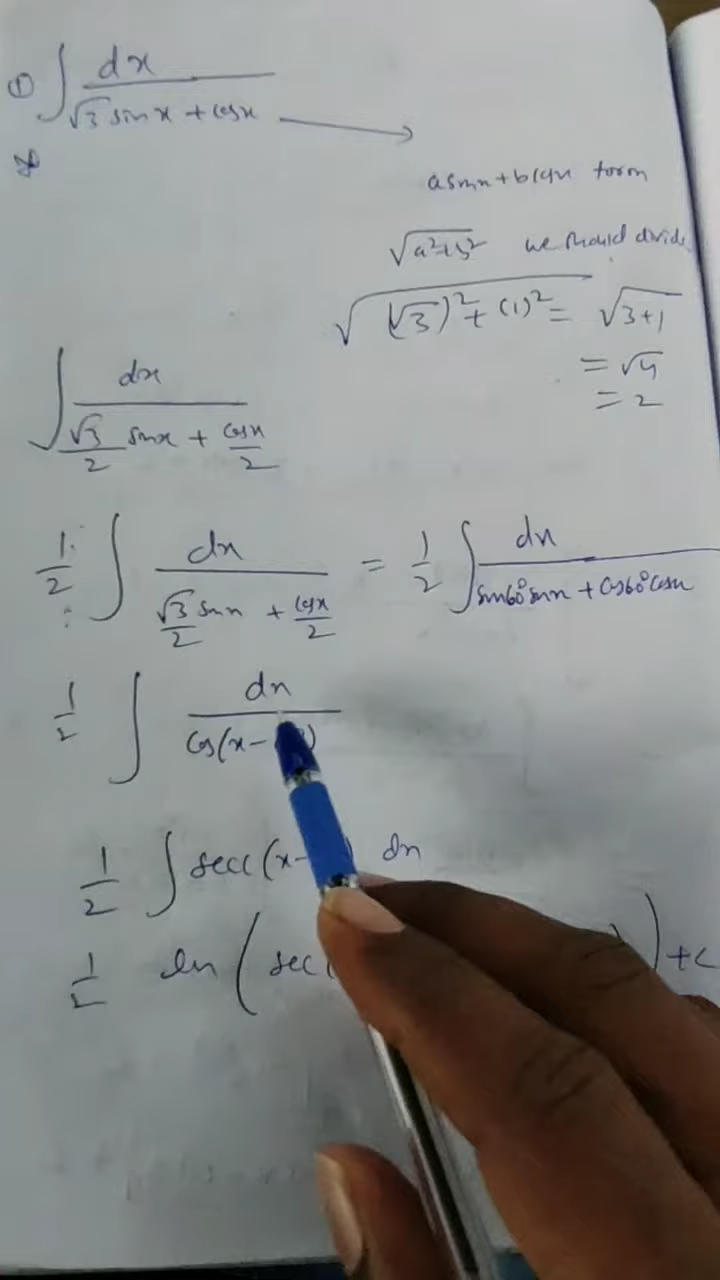 ① ∫ dx / (√3 sin x + cos x) →
a sin x + b cos x form
√(a²+b²) we should divide
√((√3)² + (1)²) = √(3+1)
= √4
= 2
∫ dx / (√3/2 sin x + cos x/2)
1/2 ∫ dx / (√3/2 sin x + cos x/2) = 1/2 ∫ dx / (sin60° sin x + cos60° cos x)
1/2 ∫ dx / cos(x- )
1/2 ∫ sec(x- ) dx
1/2 ln ( sec( ) ) + c